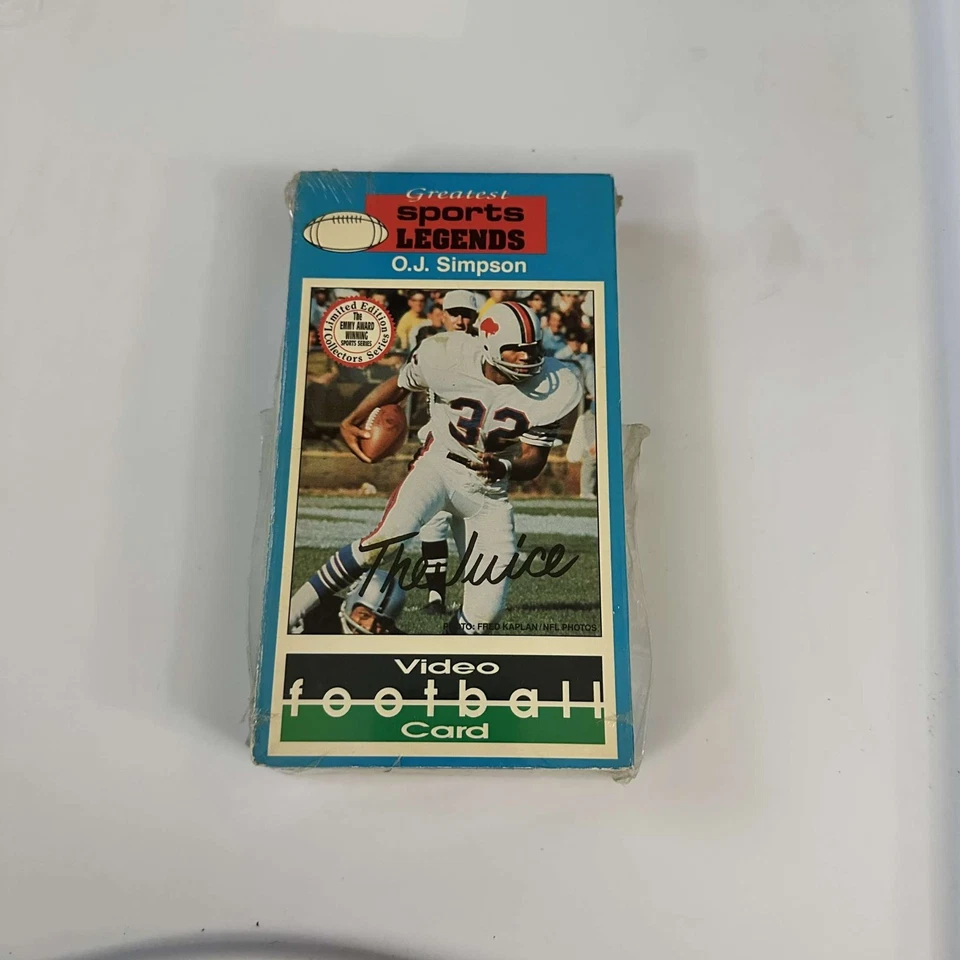 Greatest
sports
LEGENDS
O.J. Simpson
Limited Edition
The
EMMY AWARD
WINNING
SPORTS SERIES
Collectors Series
32
The Juice
PHOTO: FRED KAPLAN/NFL PHOTOS
Video
football
Card